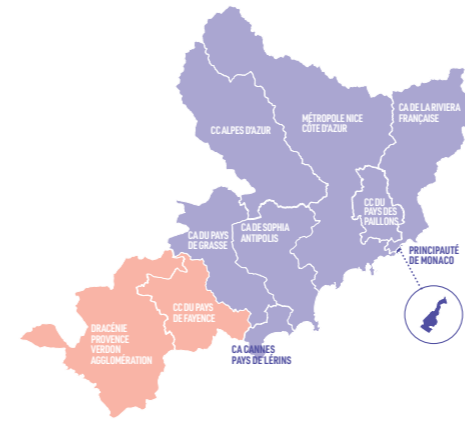 CA DE LA RIVIERA
FRANÇAISE
MÉTROPOLE NICE
CÔTE D'AZUR
CC ALPES D'AZUR
CC DU
PAYS DES
PAILLONS
CA DU PAYS
DE GRASSE
CA DE SOPHIA
ANTIPOLIS
PRINCIPAUTÉ
DE MONACO
CC DU PAYS
DE FAYENCE
DRACÉNIE
PROVENCE
VERDON
AGGLOMÉRATION
CA CANNES
PAYS DE LÉRINS